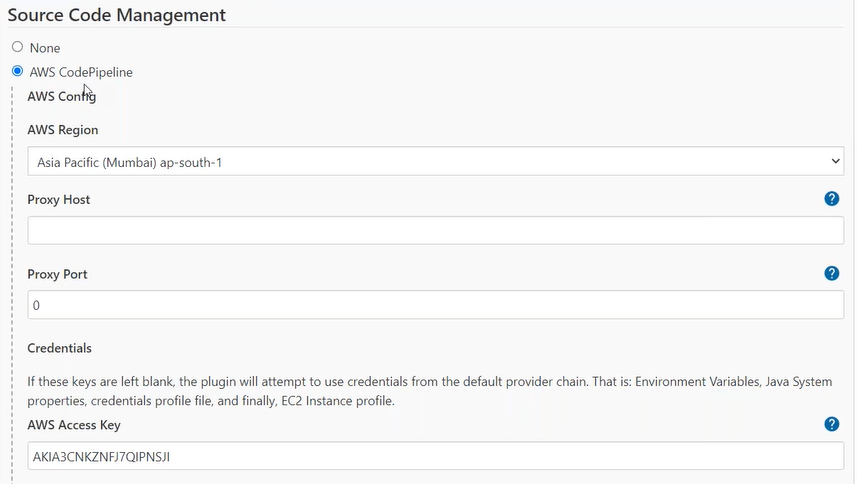 Source Code Management
None
AWS CodePipeline
AWS Config
AWS Region
Asia Pacific (Mumbai) ap-south-1
Proxy Host
Proxy Port
0
Credentials
If these keys are left blank, the plugin will attempt to use credentials from the default provider chain. That is: Environment Variables, Java System
properties, credentials profile file, and finally, EC2 Instance profile.
AWS Access Key
AKIA3CNKZNFJ7QIPNSJI